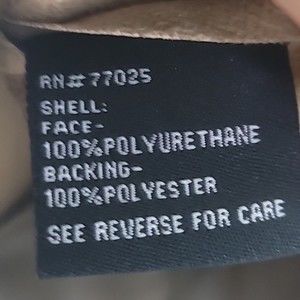 RN# 77025
SHELL:
FACE-
100%POLYURETHANE
BACKING-
100%POLYESTER
SEE REVERSE FOR CARE